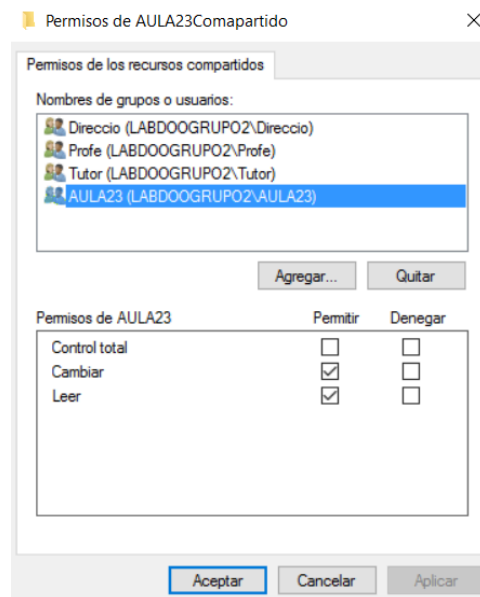 Permisos de AULA23Comapartido
Permisos de los recursos compartidos
Nombres de grupos o usuarios:
Direccio (LABDOOGRUPO2\Direccio)
Profe (LABDOOGRUPO2\Profe)
Tutor (LABDOOGRUPO2\Tutor)
AULA23 (LABDOOGRUPO2\AULA23)
Agregar... Quitar
Permisos de AULA23 Permitir Denegar
Control total
Cambiar
Leer
Aceptar Cancelar Aplicar